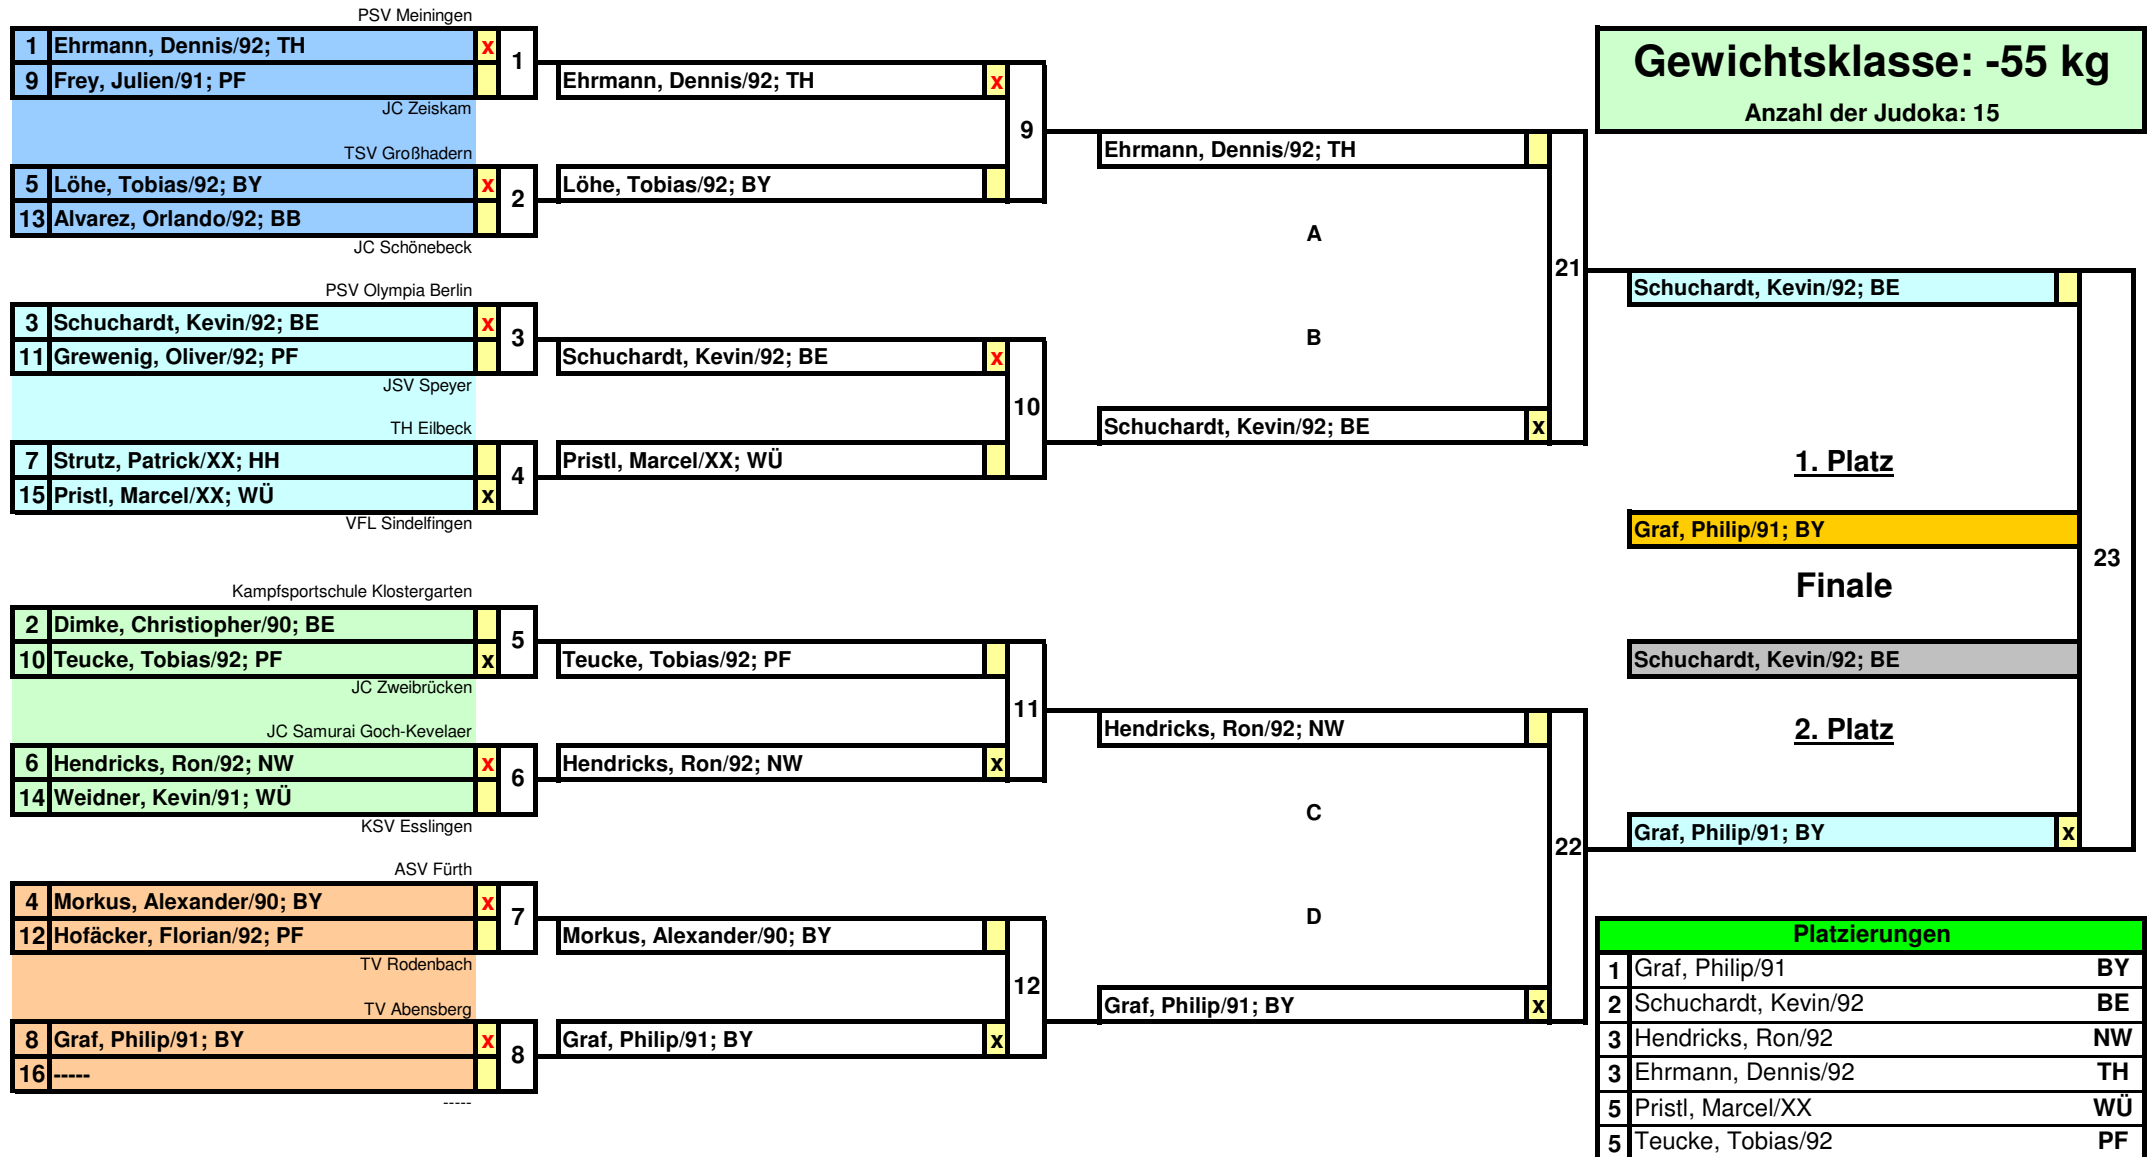 PSV Meiningen
1 Ehrmann, Dennis/92; TH x
9 Frey, Julien/91; PF
1
JC Zeiskam
TSV Großhadern
5 Löhe, Tobias/92; BY x
13 Alvarez, Orlando/92; BB
2
JC Schönebeck
PSV Olympia Berlin
3 Schuchardt, Kevin/92; BE x
11 Grewenig, Oliver/92; PF
3
JSV Speyer
TH Eilbeck
7 Strutz, Patrick/XX; HH
15 Pristl, Marcel/XX; WÜ x
4
VFL Sindelfingen
Kampfsportschule Klostergarten
2 Dimke, Christiopher/90; BE
10 Teucke, Tobias/92; PF x
5
JC Zweibrücken
JC Samurai Goch-Kevelaer
6 Hendricks, Ron/92; NW x
14 Weidner, Kevin/91; WÜ
6
KSV Esslingen
ASV Fürth
4 Morkus, Alexander/90; BY x
12 Hofäcker, Florian/92; PF
7
TV Rodenbach
TV Abensberg
8 Graf, Philip/91; BY x
16 -----
8
-----
Ehrmann, Dennis/92; TH x
9
Löhe, Tobias/92; BY
Schuchardt, Kevin/92; BE x
10
Pristl, Marcel/XX; WÜ
Teucke, Tobias/92; PF
11
Hendricks, Ron/92; NW x
Morkus, Alexander/90; BY
12
Graf, Philip/91; BY x
Ehrmann, Dennis/92; TH
A
21
B
Schuchardt, Kevin/92; BE x
Hendricks, Ron/92; NW
C
22
D
Graf, Philip/91; BY x
Gewichtsklasse: -55 kg
Anzahl der Judoka: 15
Schuchardt, Kevin/92; BE
1. Platz
Graf, Philip/91; BY
23
Finale
Schuchardt, Kevin/92; BE
2. Platz
Graf, Philip/91; BY x
Platzierungen
1 Graf, Philip/91 BY
2 Schuchardt, Kevin/92 BE
3 Hendricks, Ron/92 NW
3 Ehrmann, Dennis/92 TH
5 Pristl, Marcel/XX WÜ
5 Teucke, Tobias/92 PF